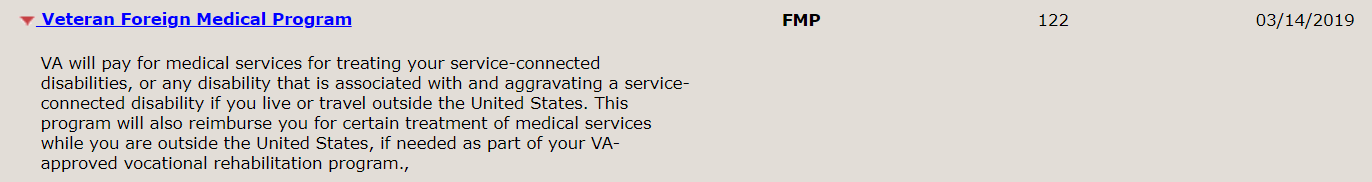 Veteran Foreign Medical Program FMP 122 03/14/2019
VA will pay for medical services for treating your service-connected
disabilities, or any disability that is associated with and aggravating a service-
connected disability if you live or travel outside the United States. This
program will also reimburse you for certain treatment of medical services
while you are outside the United States, if needed as part of your VA-
approved vocational rehabilitation program.,